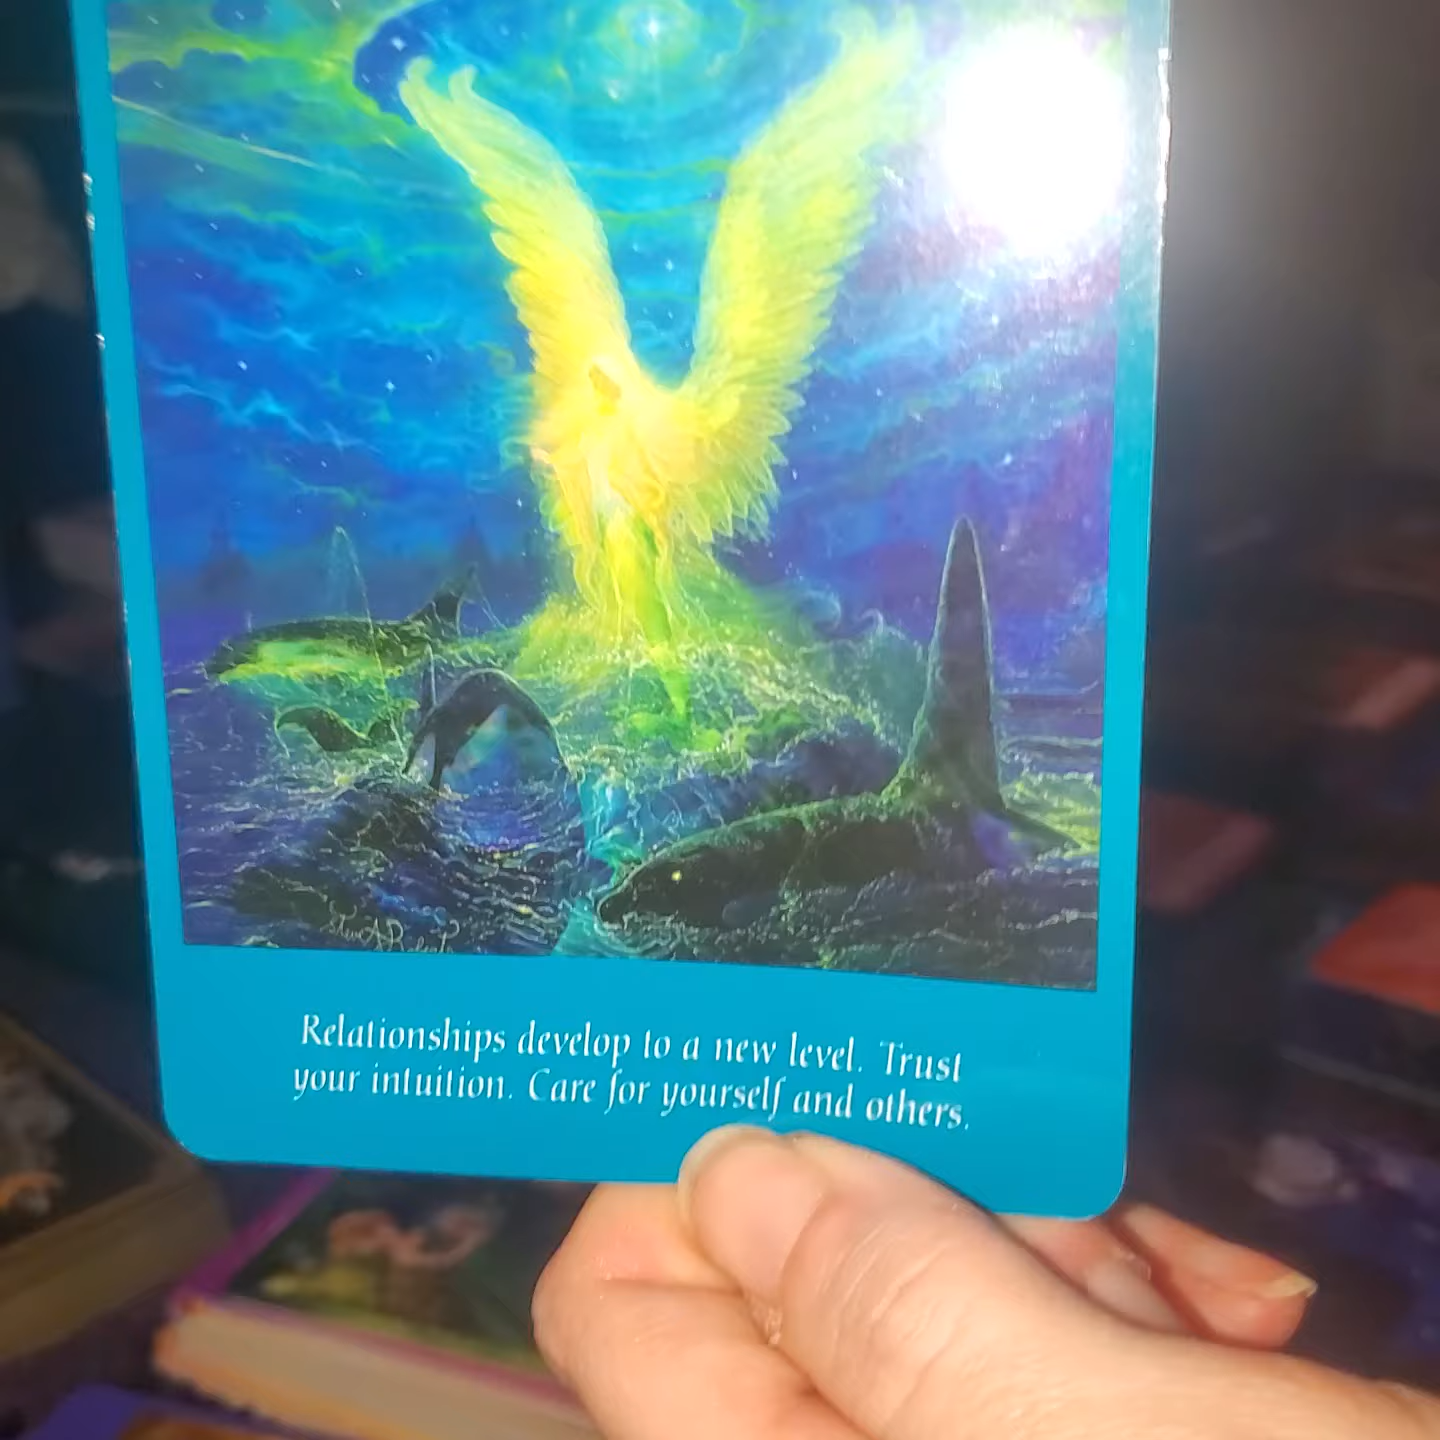 Relationships develop to a new level. Trust
your intuition. Care for yourself and others.